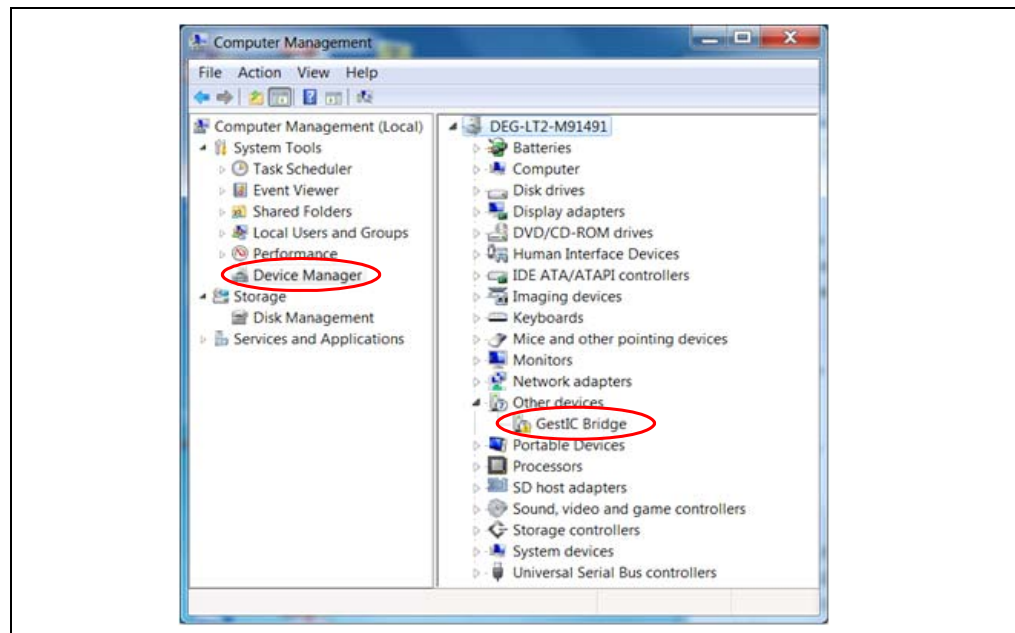 Computer Management
File Action View Help
Computer Management (Local)
System Tools
Task Scheduler
Event Viewer
Shared Folders
Local Users and Groups
Performance
Device Manager
Storage
Disk Management
Services and Applications
DEG-LT2-M91491
Batteries
Computer
Disk drives
Display adapters
DVD/CD-ROM drives
Human Interface Devices
IDE ATA/ATAPI controllers
Imaging devices
Keyboards
Mice and other pointing devices
Monitors
Network adapters
Other devices
GestIC Bridge
Portable Devices
Processors
SD host adapters
Sound, video and game controllers
Storage controllers
System devices
Universal Serial Bus controllers